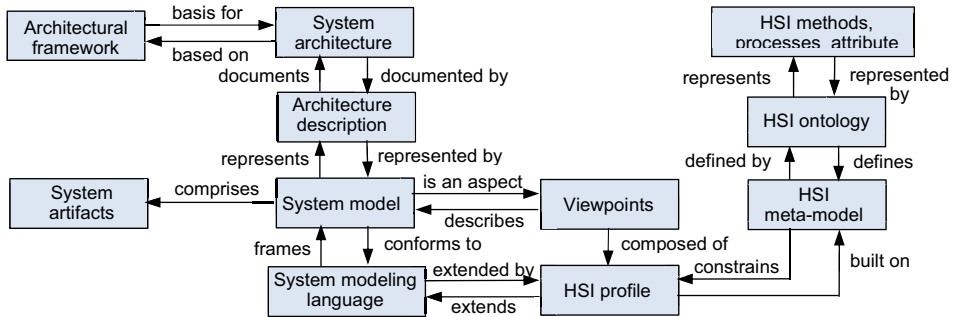 basis for
Architectural
framework
based on
System
architecture
HSI methods,
processes, attribute
documents
documented by
represents
represented
by
Architecture
description
HSI ontology
represents
represented by
defined by
defines
System
artifacts
comprises
System model
is an aspect
describes
Viewpoints
HSI
meta-model
frames
conforms to
composed of
constrains
built on
System modeling
language
extended by
extends
HSI profile